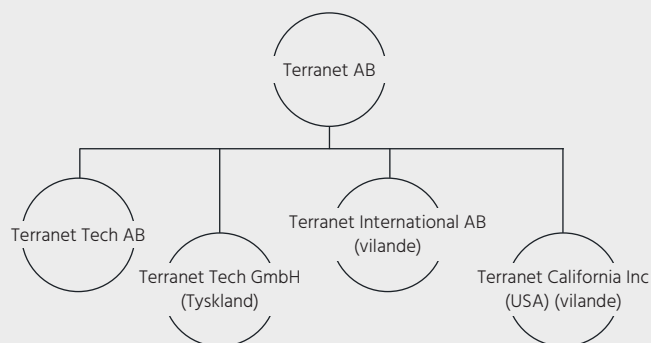 Terranet AB
Terranet Tech AB
Terranet Tech GmbH
(Tyskland)
Terranet International AB
(vilande)
Terranet California Inc
(USA) (vilande)